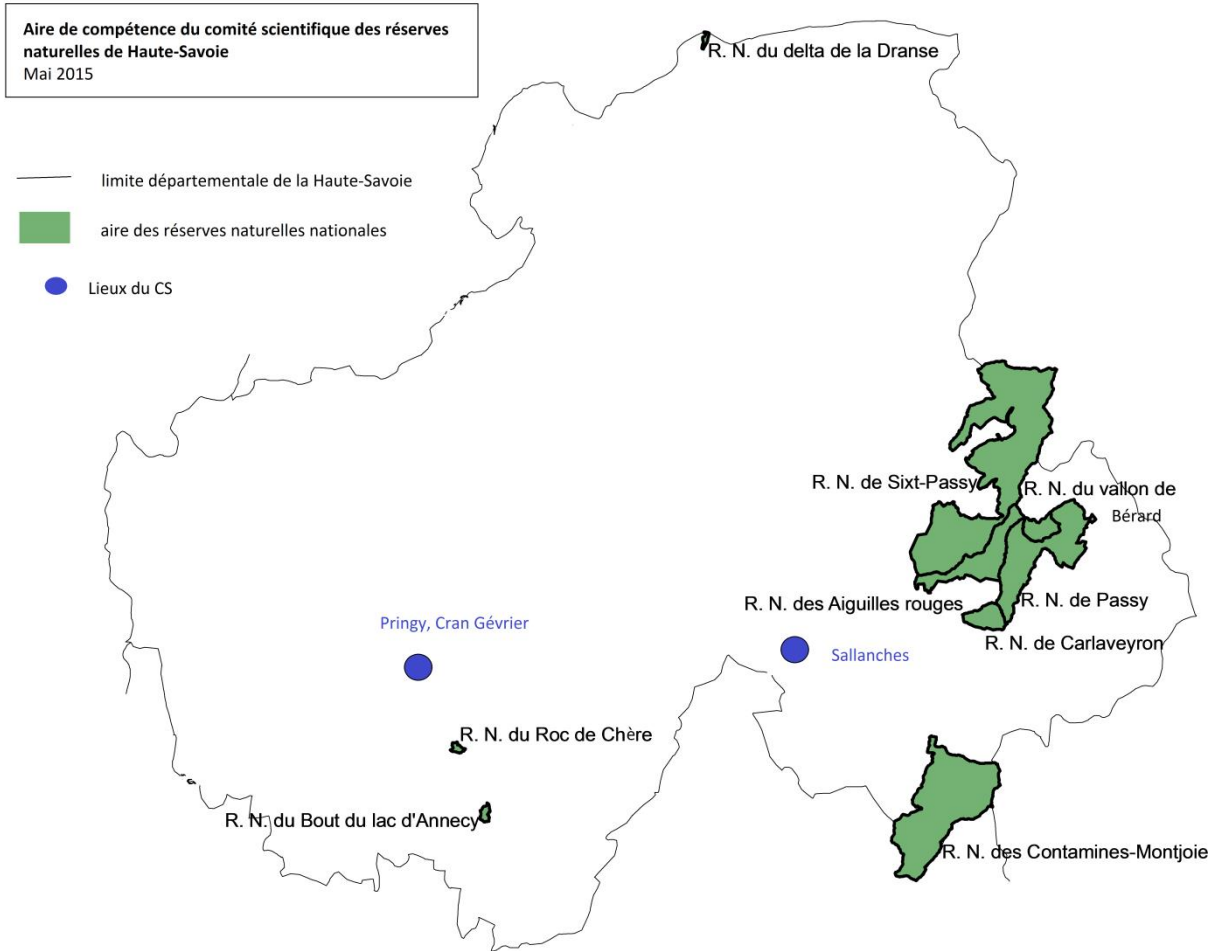 Aire de compétence du comité scientifique des réserves
naturelles de Haute-Savoie
Mai 2015
limite départementale de la Haute-Savoie
aire des réserves naturelles nationales
Lieux du CS
R. N. du delta de la Dranse
R. N. de Sixt-Passy
R. N. du vallon de
Bérard
R. N. des Aiguilles rouges
R. N. de Passy
R. N. de Carlaveyron
Pringy, Cran Gévrier
Sallanches
R. N. du Roc de Chère
R. N. du Bout du lac d'Annecy
R. N. des Contamines-Montjoie